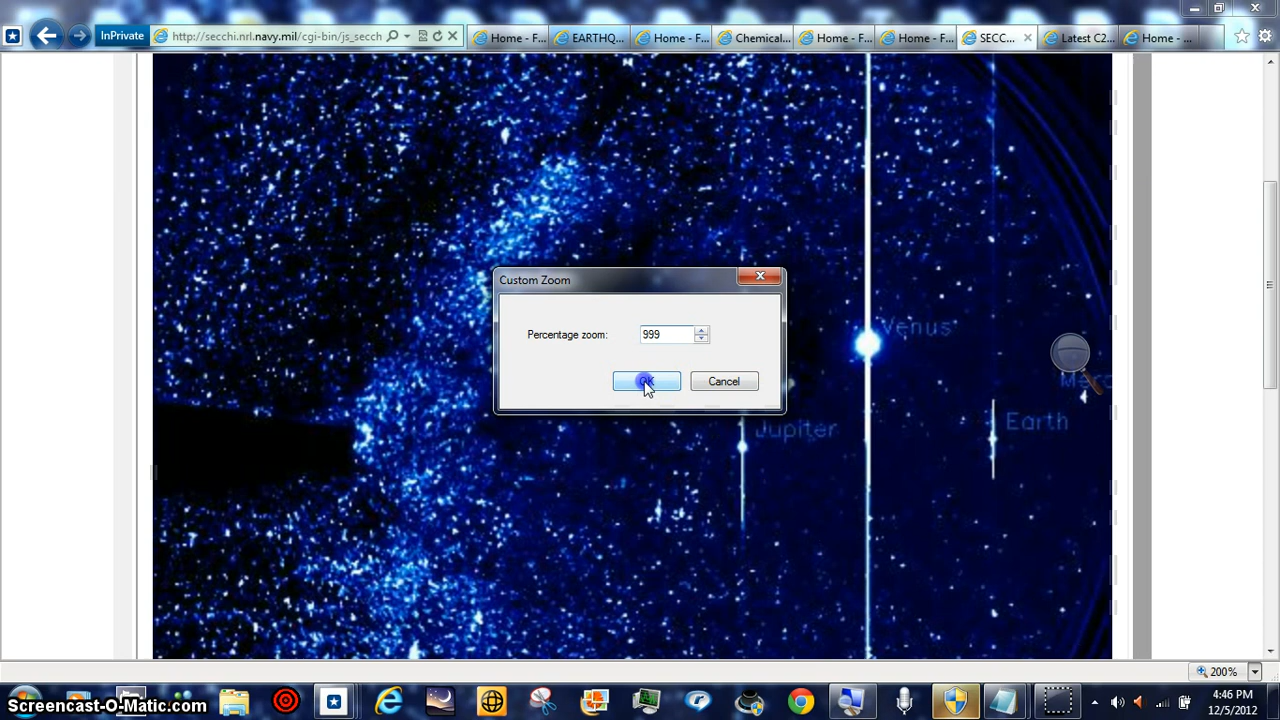 InPrivate
http://secchi.nrl.navy.mil/cgi-bin/js_secch
Home - F...
EARTHQ...
Home - F...
Chemical...
Home - F...
Home - F...
SECC...
Latest C2...
Home - ...
Custom Zoom
Percentage zoom:
999
OK
Cancel
Venus
Jupiter
Earth
200%
4:46 PM
12/5/2012
Screencast-O-Matic.com